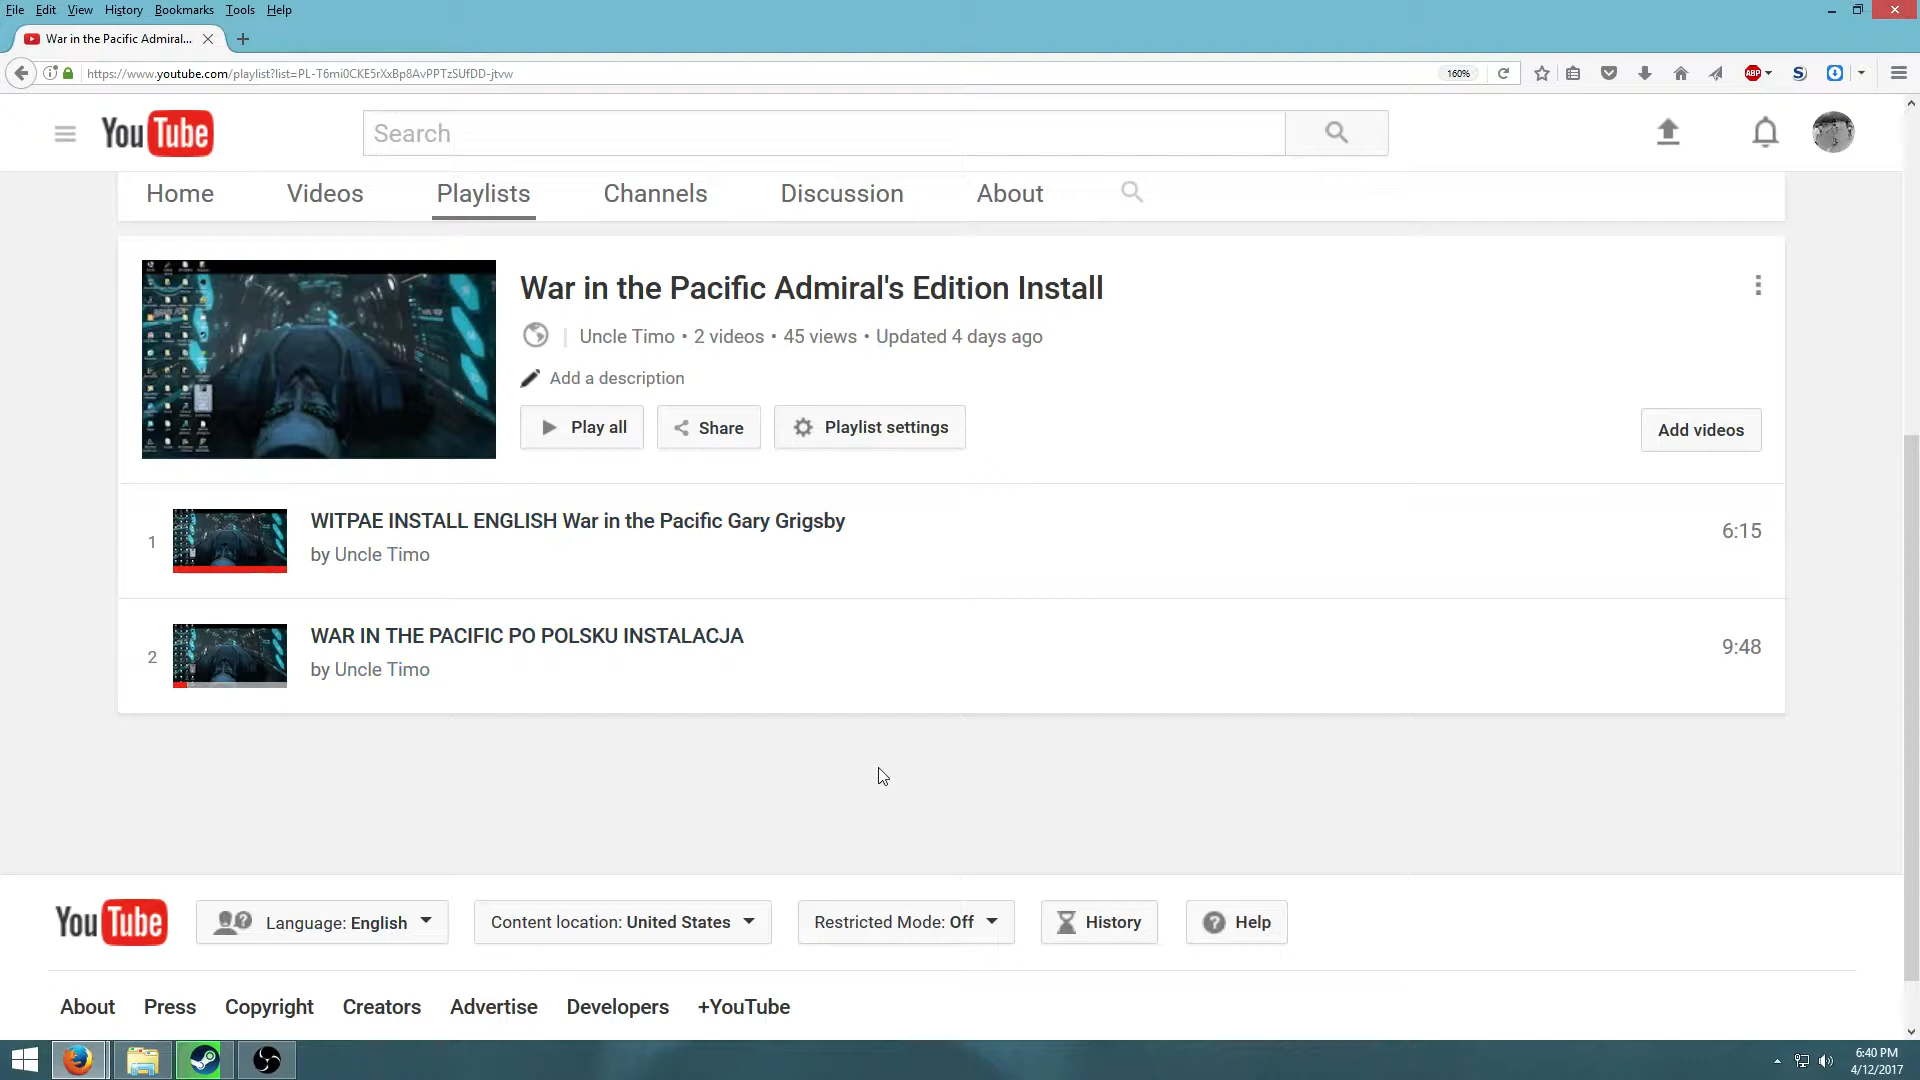 File Edit View History Bookmarks Tools Help
War in the Pacific Admiral...
https://www.youtube.com/playlist?list=PL-T6mi0CKE5rXxBp8AvPPTzSUfDD-jtvw
160%
ABP
S
YouTube
Search
Home Videos Playlists Channels Discussion About
War in the Pacific Admiral's Edition Install
Uncle Timo • 2 videos • 45 views • Updated 4 days ago
Add a description
Play all Share Playlist settings
Add videos
1
WITPAE INSTALL ENGLISH War in the Pacific Gary Grigsby
6:15
by Uncle Timo
2
WAR IN THE PACIFIC PO POLSKU INSTALACJA
9:48
by Uncle Timo
YouTube
Language: English
Content location: United States
Restricted Mode: Off
History
Help
About Press Copyright Creators Advertise Developers +YouTube
6:40 PM
4/12/2017